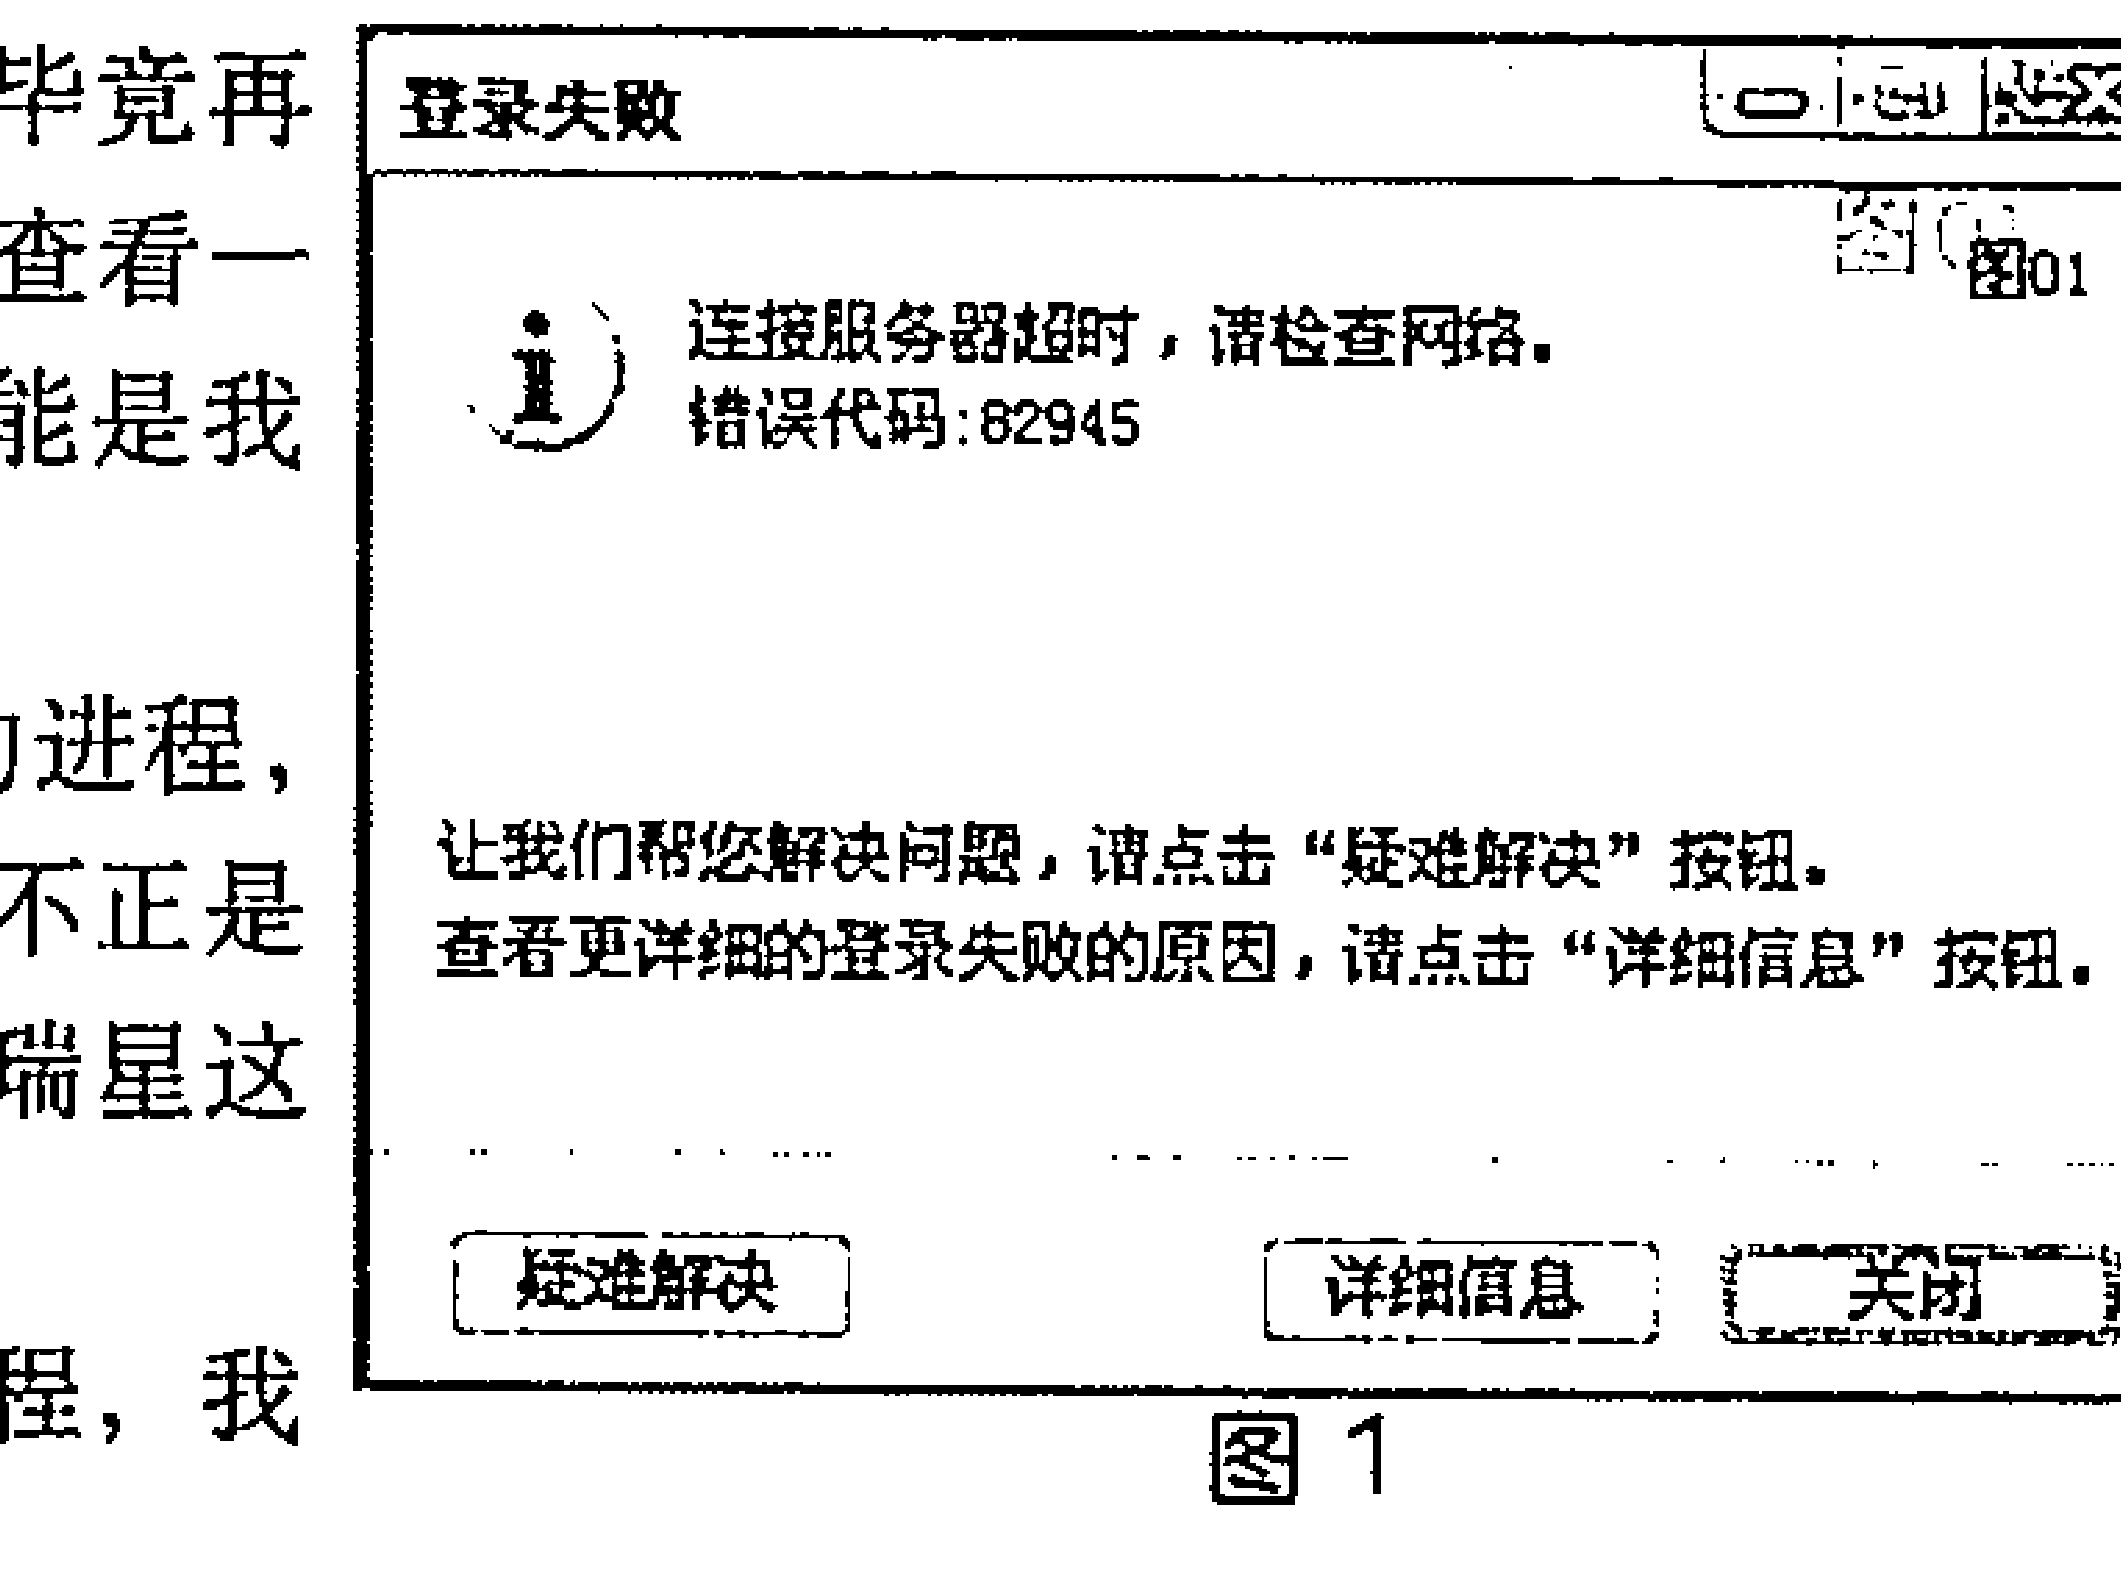 毕竟再
查看一
能是我
进程，
不正是
瑞星这
程，我
登录失败
图01
连接服务器超时，请检查网络。
错误代码:82945
让我们帮您解决问题，请点击“疑难解决”按钮。
查看更详细的登录失败的原因，请点击“详细信息”按钮。
疑难解决 详细信息 关闭
图 1